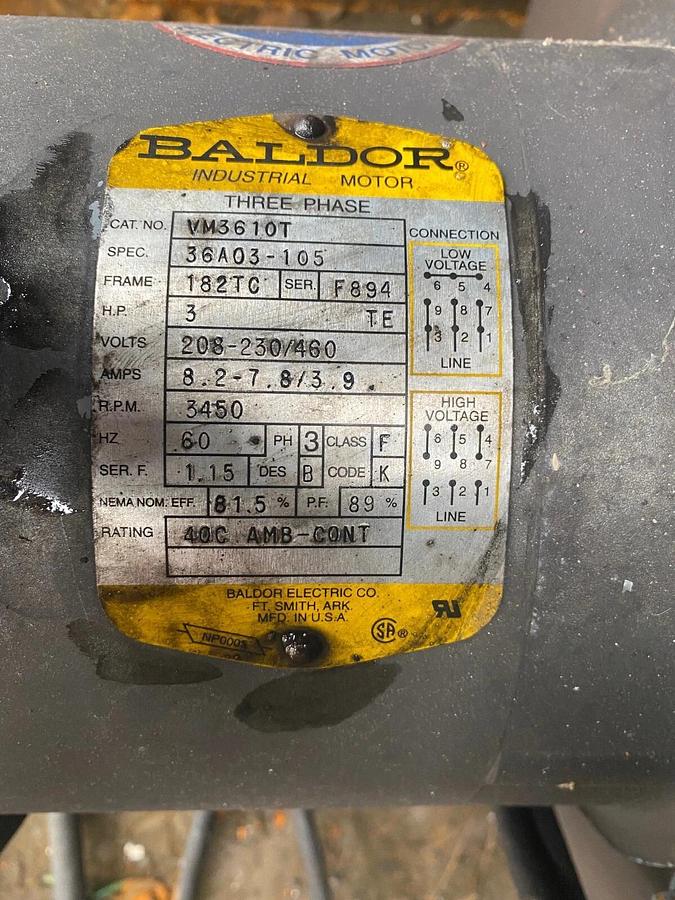 ELECTRIC MOTO
BALDOR®
INDUSTRIAL MOTOR
THREE PHASE
CAT. NO. VM3610T
SPEC. 36A03-105
FRAME 182TC SER. F894
H.P. 3 TE
VOLTS 208-230/460
AMPS 8.2-7.8/3.9
R.P.M. 3450
HZ 60 PH 3 CLASS F
SER. F. 1.15 DES B CODE K
NEMA NOM. EFF. 81.5 % P.F. 89 %
RATING 40C AMB-CONT
CONNECTION
LOW
VOLTAGE
6 5 4
9 8 7
3 2 1
LINE
HIGH
VOLTAGE
6 5 4
9 8 7
3 2 1
LINE
BALDOR ELECTRIC CO.
FT. SMITH, ARK.
MFD. IN U.S.A.
SA ®